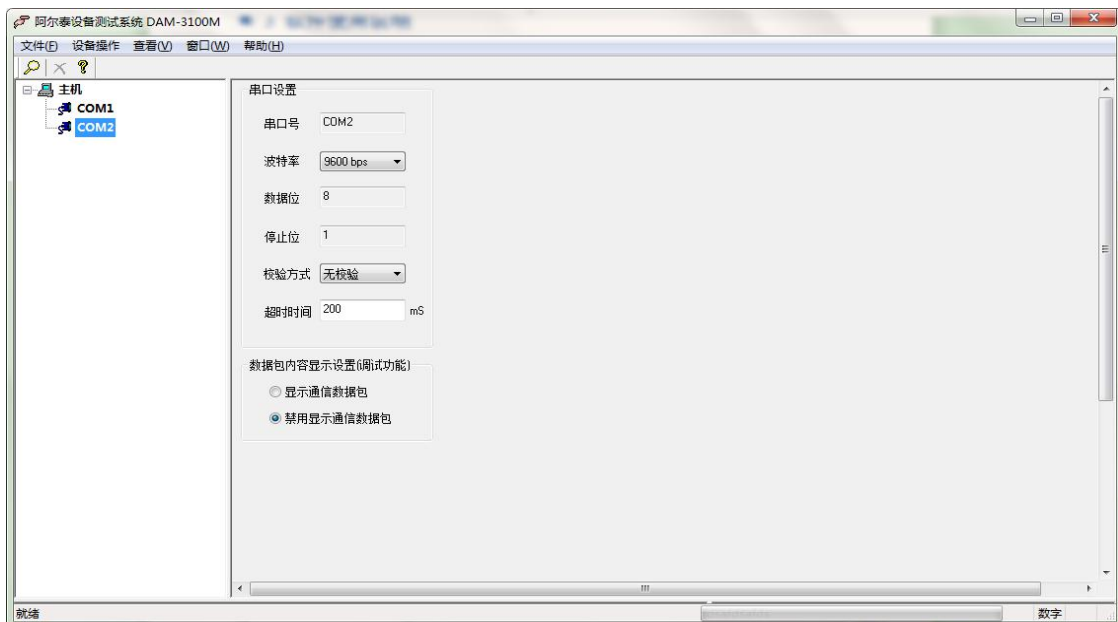 阿尔泰设备测试系统 DAM-3100M
文件(F) 设备操作 查看(V) 窗口(W) 帮助(H)
主机
COM1
COM2
串口设置
串口号 COM2
波特率 9600 bps
数据位 8
停止位 1
校验方式 无校验
超时时间 200 mS
数据包内容显示设置(调试功能)
显示通信数据包
禁用显示通信数据包
就绪 数字